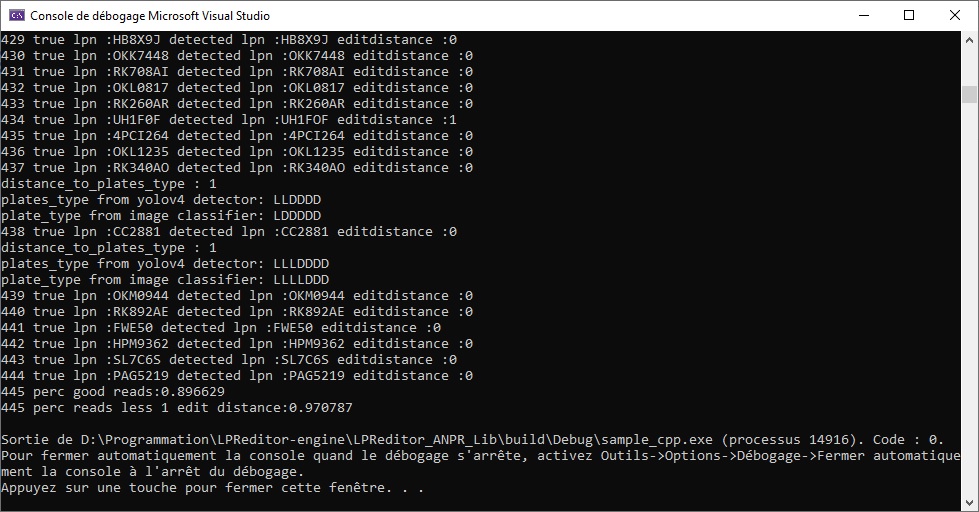 Console de débogage Microsoft Visual Studio
429 true lpn :HB8X9J detected lpn :HB8X9J editdistance :0
430 true lpn :OKK7448 detected lpn :OKK7448 editdistance :0
431 true lpn :RK708AI detected lpn :RK708AI editdistance :0
432 true lpn :OKL0817 detected lpn :OKL0817 editdistance :0
433 true lpn :RK260AR detected lpn :RK260AR editdistance :0
434 true lpn :UH1F0F detected lpn :UH1FOF editdistance :1
435 true lpn :4PCI264 detected lpn :4PCI264 editdistance :0
436 true lpn :OKL1235 detected lpn :OKL1235 editdistance :0
437 true lpn :RK340AO detected lpn :RK340AO editdistance :0
distance_to_plates_type : 1
plates_type from yolov4 detector: LLDDDD
plate_type from image classifier: LDDDDD
438 true lpn :CC2881 detected lpn :CC2881 editdistance :0
distance_to_plates_type : 1
plates_type from yolov4 detector: LLLDDDD
plate_type from image classifier: LLLLDDD
439 true lpn :OKM0944 detected lpn :OKM0944 editdistance :0
440 true lpn :RK892AE detected lpn :RK892AE editdistance :0
441 true lpn :FWE50 detected lpn :FWE50 editdistance :0
442 true lpn :HPM9362 detected lpn :HPM9362 editdistance :0
443 true lpn :SL7C6S detected lpn :SL7C6S editdistance :0
444 true lpn :PAG5219 detected lpn :PAG5219 editdistance :0
445 perc good reads:0.896629
445 perc reads less 1 edit distance:0.970787
Sortie de D:\Programmation\LPReditor-engine\LPReditor_ANPR_Lib\build\Debug\sample_cpp.exe (processus 14916). Code : 0.
Pour fermer automatiquement la console quand le débogage s'arrête, activez Outils->Options->Débogage->Fermer automatique
ment la console à l'arrêt du débogage.
Appuyez sur une touche pour fermer cette fenêtre. . .